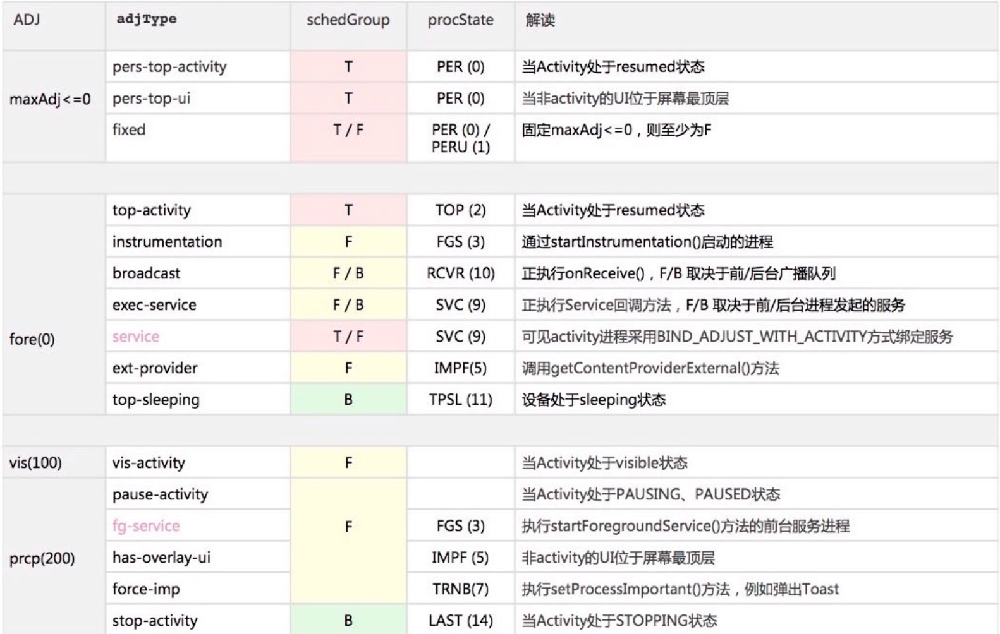 ADJ adjType schedGroup procState 解读
pers-top-activity T PER (0) 当Activity处于resumed状态
maxAdj<=0 pers-top-ui T PER (0) 当非activity的UI位于屏幕最顶层
fixed T / F PER (0) / 固定maxAdj<=0，则至少为F
PERU (1)
top-activity T TOP (2) 当Activity处于resumed状态
instrumentation F FGS (3) 通过startInstrumentation()启动的进程
broadcast F / B RCVR (10) 正执行onReceive()，F/B 取决于前/后台广播队列
exec-service F / B SVC (9) 正执行Service回调方法，F/B 取决于前/后台进程发起的服务
fore(0) service T / F SVC (9) 可见activity进程采用BIND_ADJUST_WITH_ACTIVITY方式绑定服务
ext-provider F IMPF(5) 调用getContentProviderExternal()方法
top-sleeping B TPSL (11) 设备处于sleeping状态
vis(100) vis-activity F 当Activity处于visible状态
pause-activity 当Activity处于PAUSING、PAUSED状态
fg-service F FGS (3) 执行startForegroundService()方法的前台服务进程
prcp(200) has-overlay-ui IMPF (5) 非activity的UI位于屏幕最顶层
force-imp TRNB(7) 执行setProcessImportant()方法，例如弹出Toast
stop-activity B LAST (14) 当Activity处于STOPPING状态